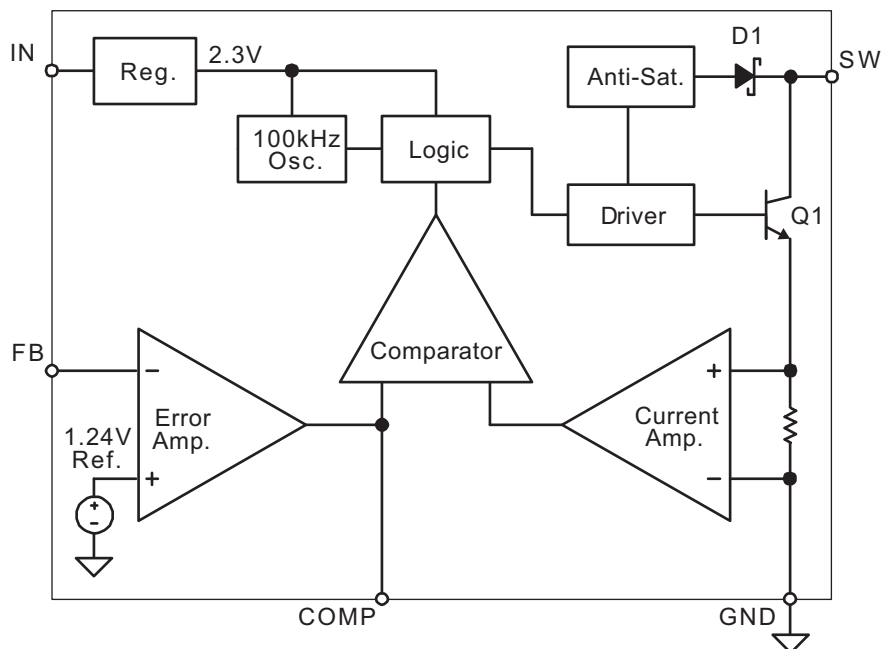 D1
IN
Reg.
2.3V
Anti-Sat.
SW
100kHz
Osc.
Logic
Driver
Q1
FB
Comparator
−
+
Error
Amp.
Current
Amp.
1.24V
Ref.
+
−
+
−
COMP
GND